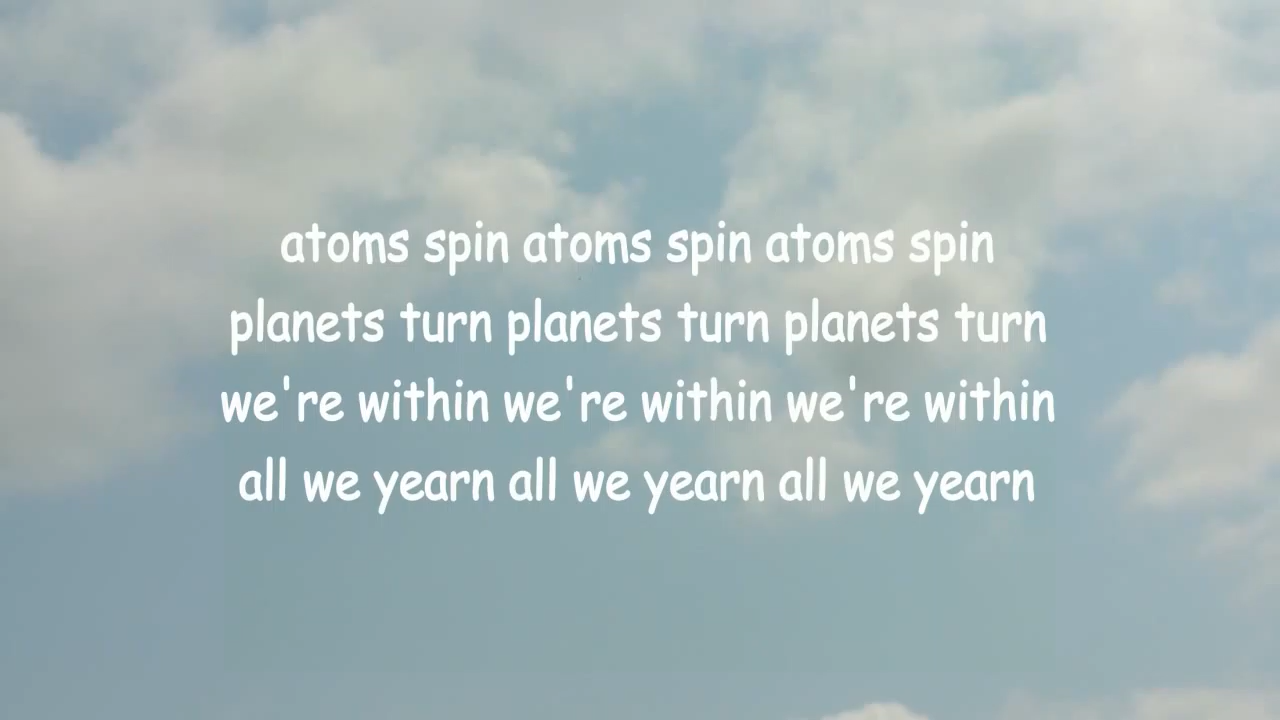 atoms spin atoms spin atoms spin
planets turn planets turn planets turn
we're within we're within we're within
all we yearn all we yearn all we yearn